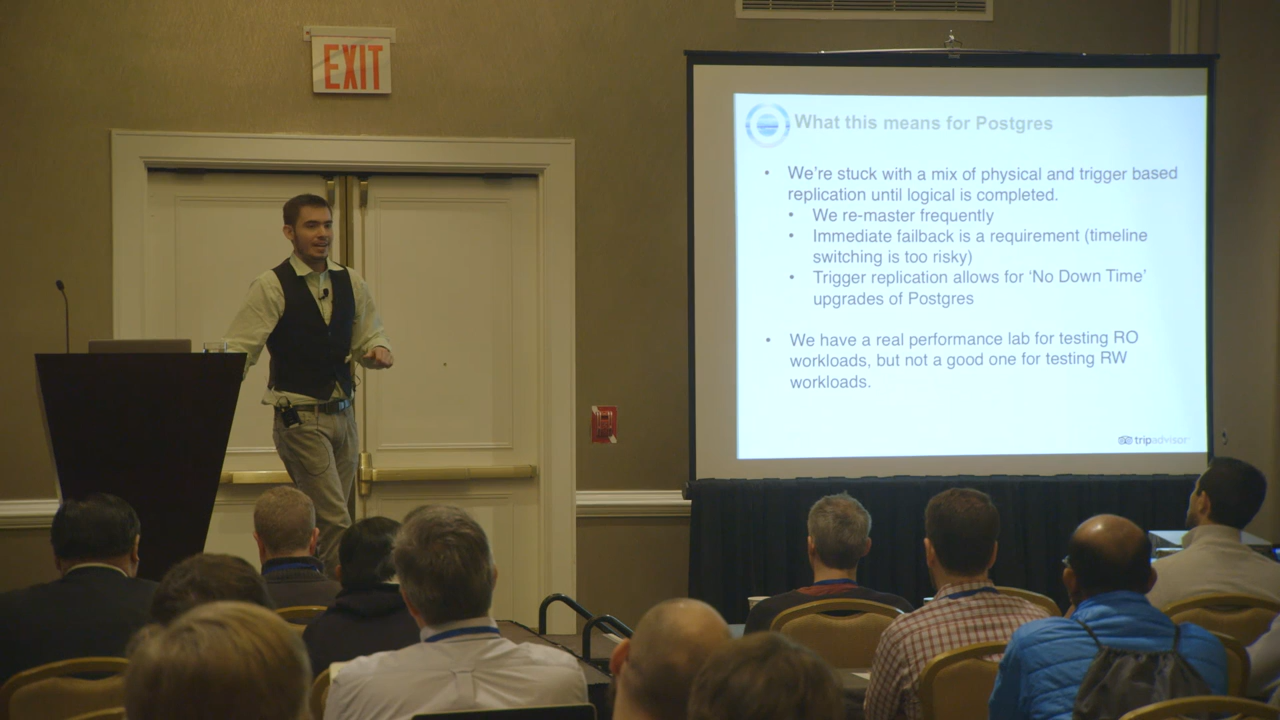 EXIT
What this means for Postgres
• We're stuck with a mix of physical and trigger based
replication until logical is completed.
• We re-master frequently
• Immediate failback is a requirement (timeline
switching is too risky)
• Trigger replication allows for 'No Down Time'
upgrades of Postgres
• We have a real performance lab for testing RO
workloads, but not a good one for testing RW
workloads.
tripadvisor